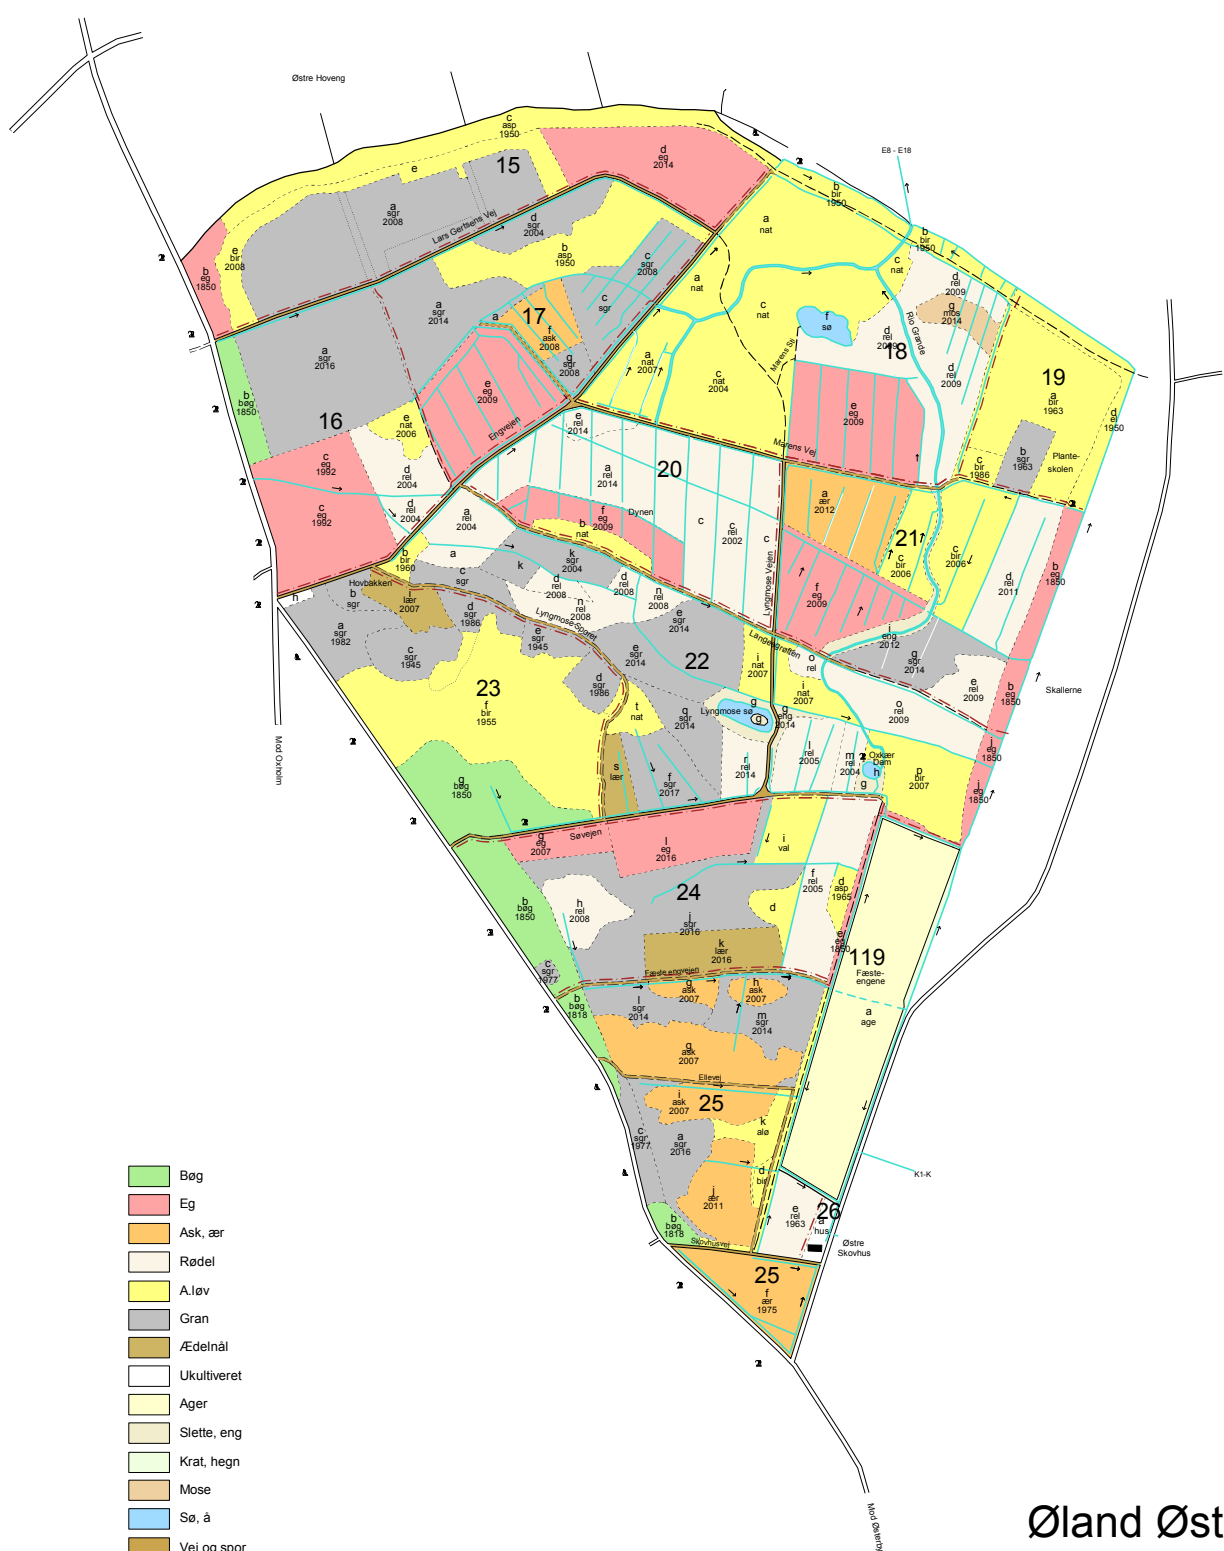 Østre Hoveng
c
asp
1950
d
eg
2014
15
e
E8 - E18
b
bir
1950
a
sgr
2008
Lars Gertsens Vej
d
sgr
2004
a
nat
b
eg
1850
e
bir
2008
b
asp
1950
c
sgr
2008
b
bir
1950
c
nat
a
nat
d
rel
2009
g
mos
2014
a
sgr
2014
a
17
c
sgr
c
nat
f
sø
Rio Grande
a
sgr
2016
f
ask
2008
g
sgr
2008
a
nat
2007
Marens Sti
d
rel
2009
18
d
rel
2009
c
nat
2004
19
a
bir
1963
b
bøg
1850
e
eg
2009
e
eg
2009
d
el
1950
16
e
nat
2006
Engvejen
e
rel
2014
Marens Vej
b
sgr
1963
Plante-
skolen
c
bir
1986
c
eg
1992
d
rel
2004
a
rel
2014
20
a
ær
2012
c
eg
1992
d
rel
2004
a
rel
2004
f
eg
2009
Dynen
b
nat
c
c
rel
2002
c
21
c
bir
2006
c
bir
2006
b
bir
1960
a
k
k
sgr
2004
Lyngmose Vejen
d
rel
2011
b
eg
1850
Hovbakken
c
sgr
d
rel
2008
d
rel
2008
n
rel
2008
f
eg
2009
h
b
sgr
i
lær
2007
d
sgr
1986
n
rel
2008
Lyngmose-Sporet
e
sgr
2014
Langesgrøften
i
eng
2012
a
sgr
1982
c
sgr
1945
e
sgr
1945
e
sgr
2014
22
i
nat
2007
o
rel
g
sgr
2014
e
rel
2009
b
eg
1850
Skallerne
23
f
bir
1955
d
sgr
1986
t
nat
q
sgr
2014
g
Lyngmose sø
g
g
eng
2014
i
nat
2007
o
rel
2009
Mod Oxholm
s
lær
f
sgr
2017
r
rel
2014
l
rel
2005
m
rel
2004
Oxkær
Dam
h
g
p
bir
2007
j
eg
1850
j
eg
1850
g
bøg
1850
Søvejen
g
eg
2007
l
eg
2016
i
val
f
rel
2005
d
asp
1965
b
bøg
1850
h
rel
2008
24
d
j
sgr
2016
k
lær
2016
e
eg
1850
119
Fæste-
engene
c
sgr
1977
Fæste engvejen
b
bøg
1818
l
sgr
2014
g
ask
2007
h
ask
2007
m
sgr
2014
a
age
g
ask
2007
Ellevej
i
ask
2007
25
c
sgr
1977
a
sgr
2016
k
alø
d
bir
K1-K
j
ær
2011
b
bøg
1818
e
rel
1963
26
a
hus
Skovhusvej
Østre
Skovhus
25
f
ær
1975
Bøg
Eg
Ask, ær
Rødel
A.løv
Gran
Ædelnål
Ukultiveret
Ager
Slette, eng
Krat, hegn
Mose
Sø, å
Vej og spor
Mod Østerby
Øland Øst